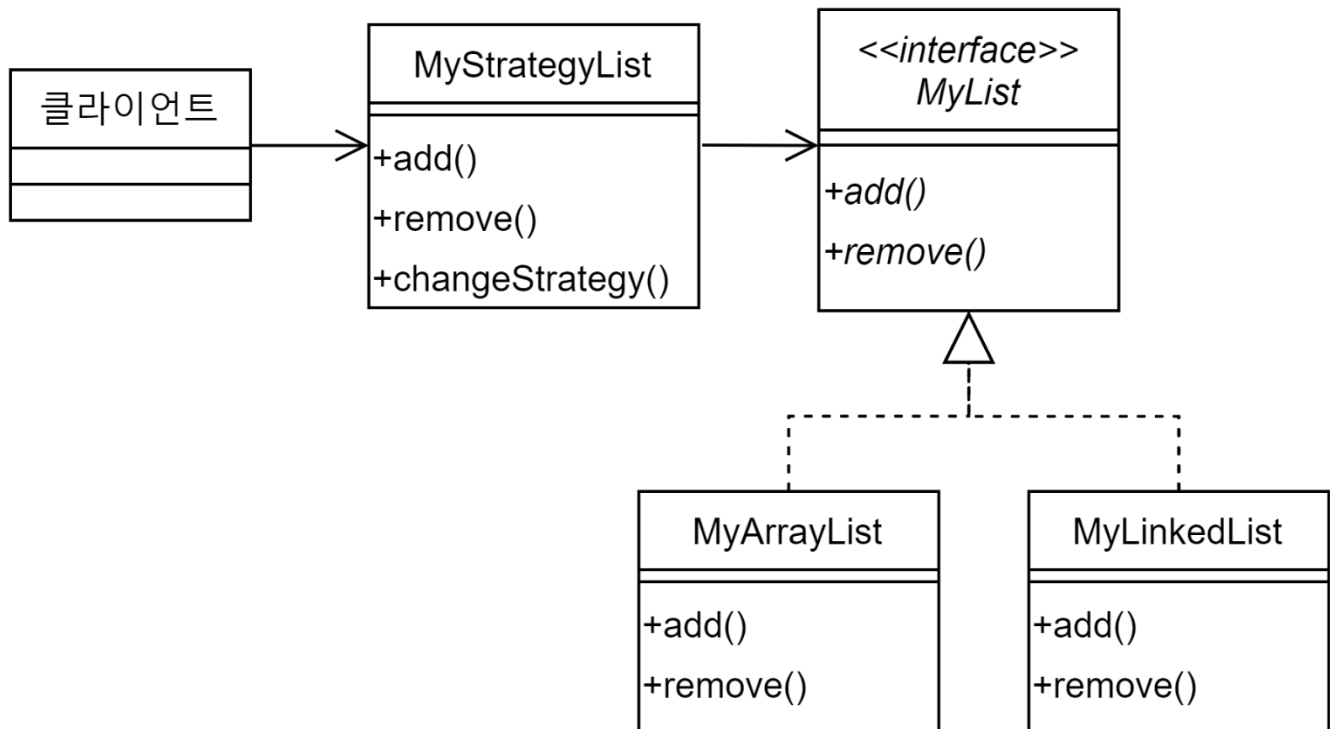 클라이언트
MyStrategyList
+add()
+remove()
+changeStrategy()
<<interface>>
MyList
+add()
+remove()
MyArrayList
+add()
+remove()
MyLinkedList
+add()
+remove()